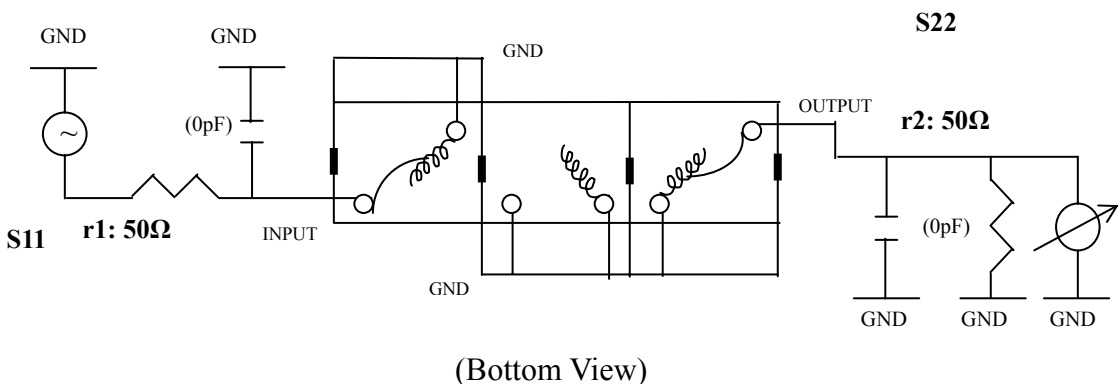 S22
GND
GND
GND
(0pF)
OUTPUT
r2: 50Ω
~
S11
r1: 50Ω
INPUT
(0pF)
GND
GND
GND
GND
(Bottom View)